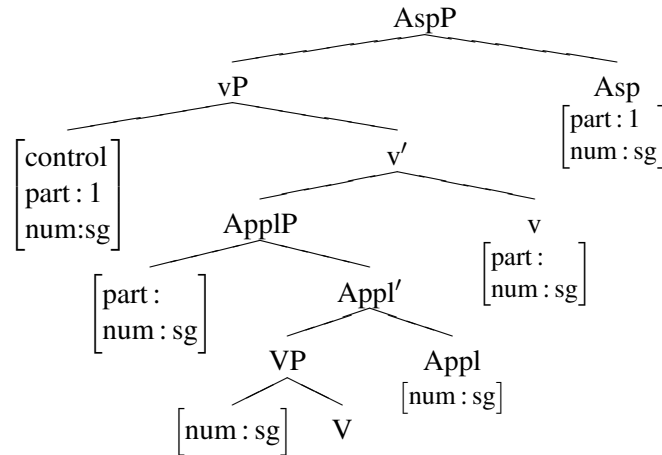 AspP
vP
Asp
[part : 1
num : sg]
[control
part : 1
num:sg]
v′
ApplP
v
[part :
num : sg]
[part :
num : sg]
Appl′
VP
Appl
[num : sg]
[num : sg]
V